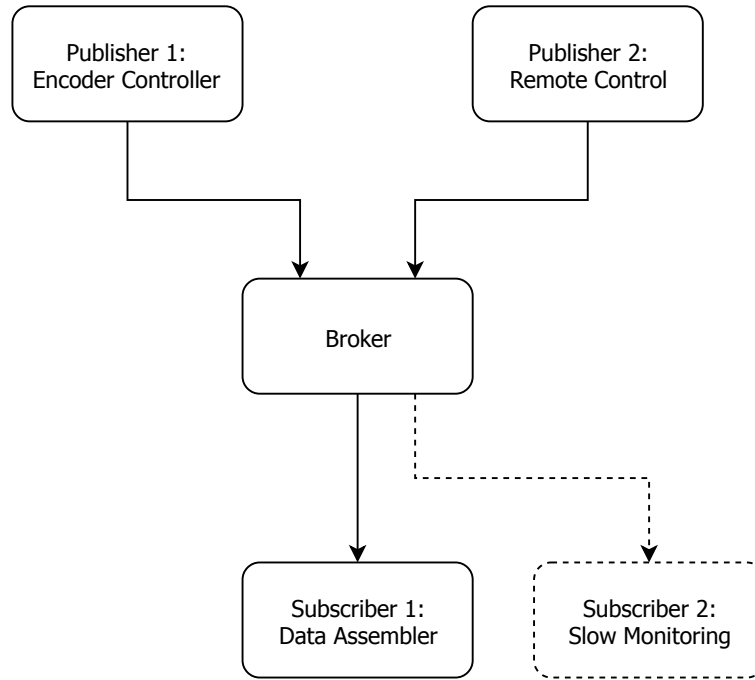 Publisher 1:
Encoder Controller
Publisher 2:
Remote Control
Broker
Subscriber 1:
Data Assembler
Subscriber 2:
Slow Monitoring